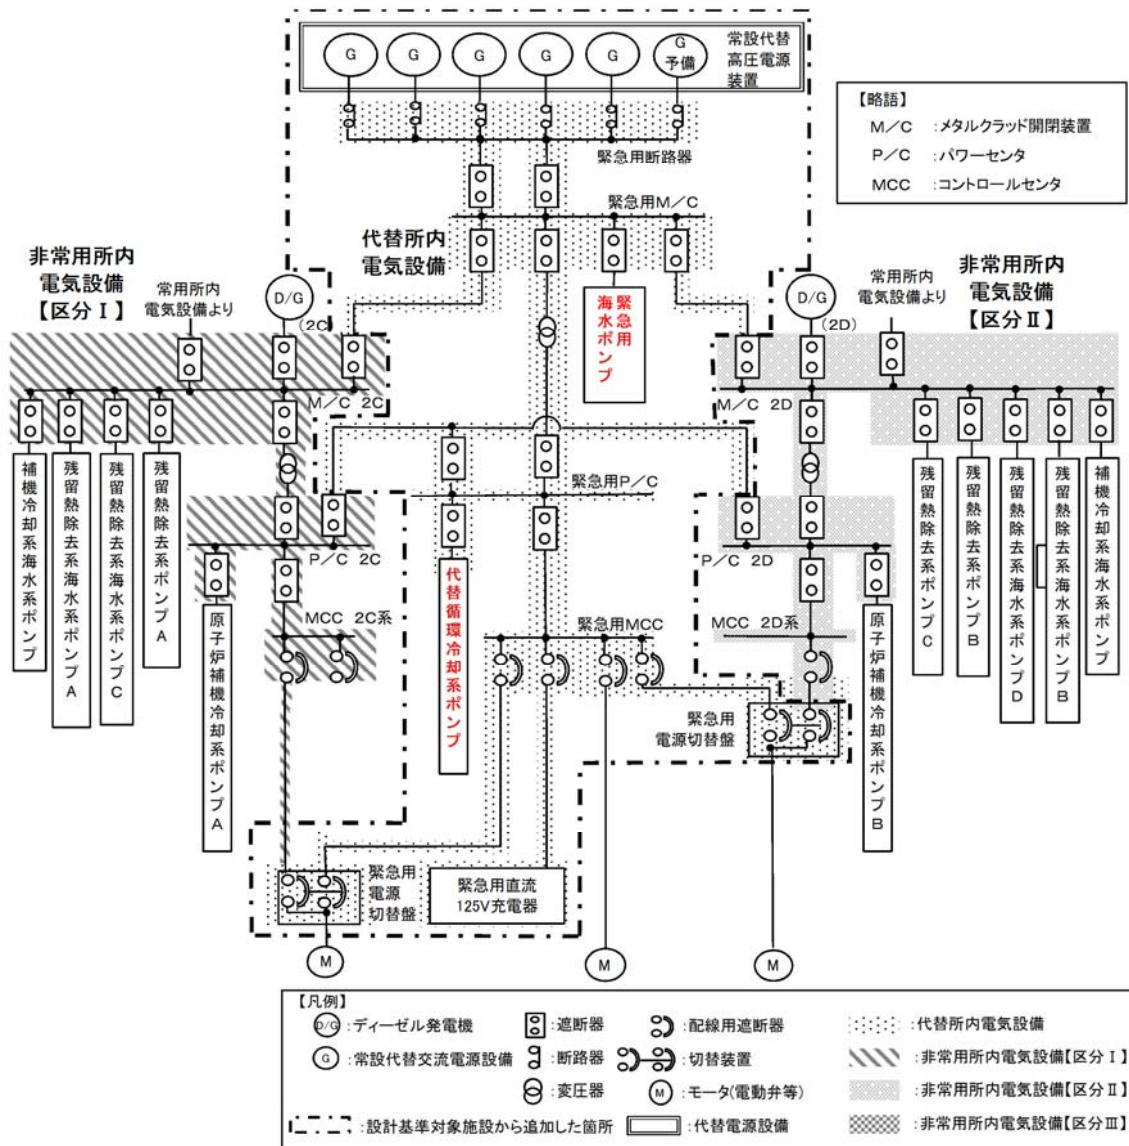 G
G
G
G
G
G
予備
常設代替
高圧電源
装置
【略語】
M/C :メタルクラッド開閉装置
P/C :パワーセンタ
MCC :コントロールセンタ
緊急用断路器
緊急用M/C
代替所内
電気設備
非常用所内
電気設備
【区分Ⅰ】
常用所内
電気設備より
D/G
(2C)
緊急用
海水ポンプ
D/G
(2D)
常用所内
電気設備より
非常用所内
電気設備
【区分Ⅱ】
M/C 2C
M/C 2D
補機冷却系海水系ポンプ
残留熱除去系海水系ポンプA
残留熱除去系海水系ポンプC
残留熱除去系ポンプA
緊急用P/C
残留熱除去系ポンプC
残留熱除去系ポンプB
残留熱除去系海水系ポンプD
残留熱除去系海水系ポンプB
補機冷却系海水系ポンプ
P/C 2C
P/C 2D
原子炉補機冷却系ポンプA
代替循環冷却系ポンプ
原子炉補機冷却系ポンプB
MCC 2C系
緊急用MCC
MCC 2D系
緊急用
電源切替盤
緊急用
電源
切替盤
緊急用直流
125V充電器
M
M
M
【凡例】
D/G :ディーゼル発電機
:遮断器
:配線用遮断器
:代替所内電気設備
G :常設代替交流電源設備
:断路器
:切替装置
:非常用所内電気設備【区分Ⅰ】
:変圧器
M :モータ(電動弁等)
:非常用所内電気設備【区分Ⅱ】
:設計基準対象施設から追加した箇所
:代替電源設備
:非常用所内電気設備【区分Ⅲ】